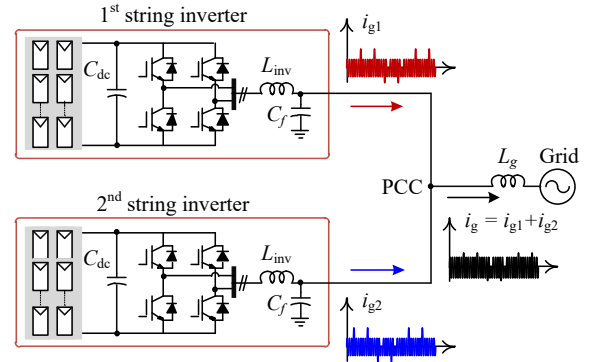 1st string inverter
ig1
Cdc
Linv
Cf
Lg
Grid
PCC
2nd string inverter
ig = ig1+ig2
Cdc
Linv
Cf
ig2